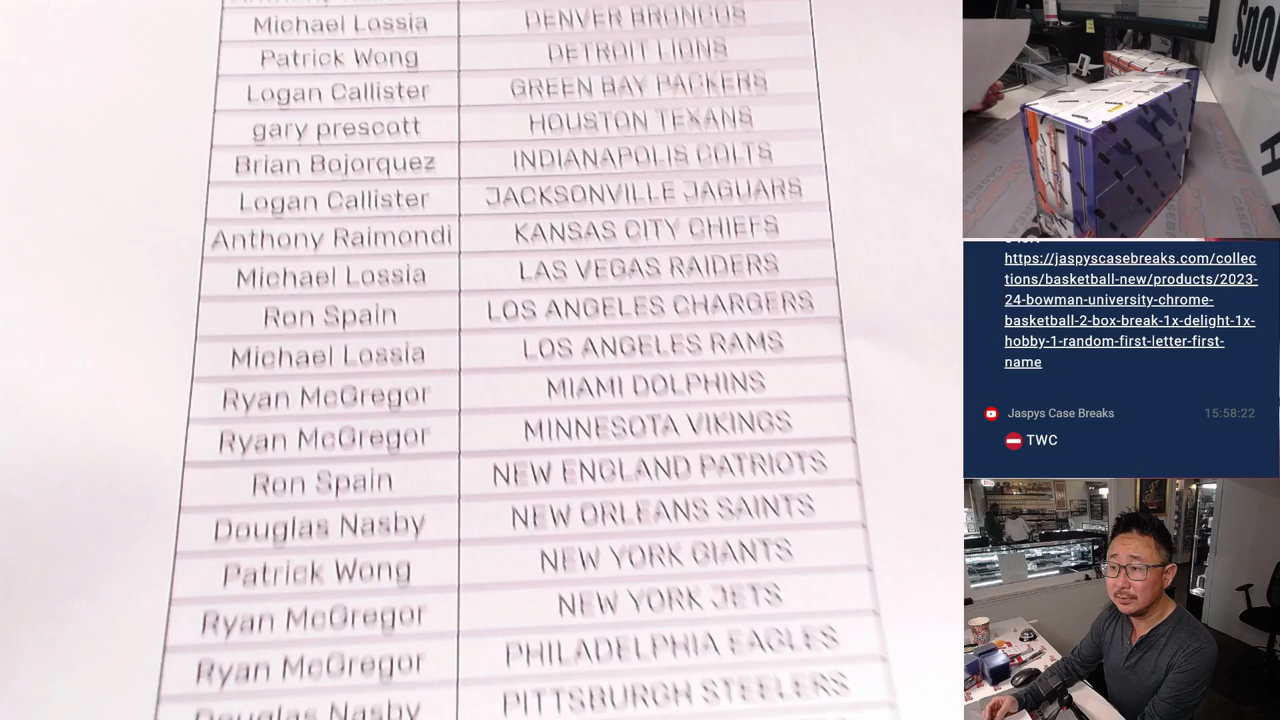 Michael Lossia DENVER BRONCOS
Patrick Wong DETROIT LIONS
Logan Callister GREEN BAY PACKERS
gary prescott HOUSTON TEXANS
Brian Bojorquez INDIANAPOLIS COLTS
Logan Callister JACKSONVILLE JAGUARS
Anthony Raimondi KANSAS CITY CHIEFS
Michael Lossia LAS VEGAS RAIDERS
Ron Spain LOS ANGELES CHARGERS
Michael Lossia LOS ANGELES RAMS
Ryan McGregor MIAMI DOLPHINS
Ryan McGregor MINNESOTA VIKINGS
Ron Spain NEW ENGLAND PATRIOTS
Douglas Nasby NEW ORLEANS SAINTS
Patrick Wong NEW YORK GIANTS
Ryan McGregor NEW YORK JETS
Ryan McGregor PHILADELPHIA EAGLES
Douglas Nasby PITTSBURGH STEELERS
https://jaspyscasebreaks.com/collec
tions/basketball-new/products/2023-
24-bowman-university-chrome-
basketball-2-box-break-1x-delight-1x-
hobby-1-random-first-letter-first-
name
Jaspys Case Breaks 15:58:22
TWC